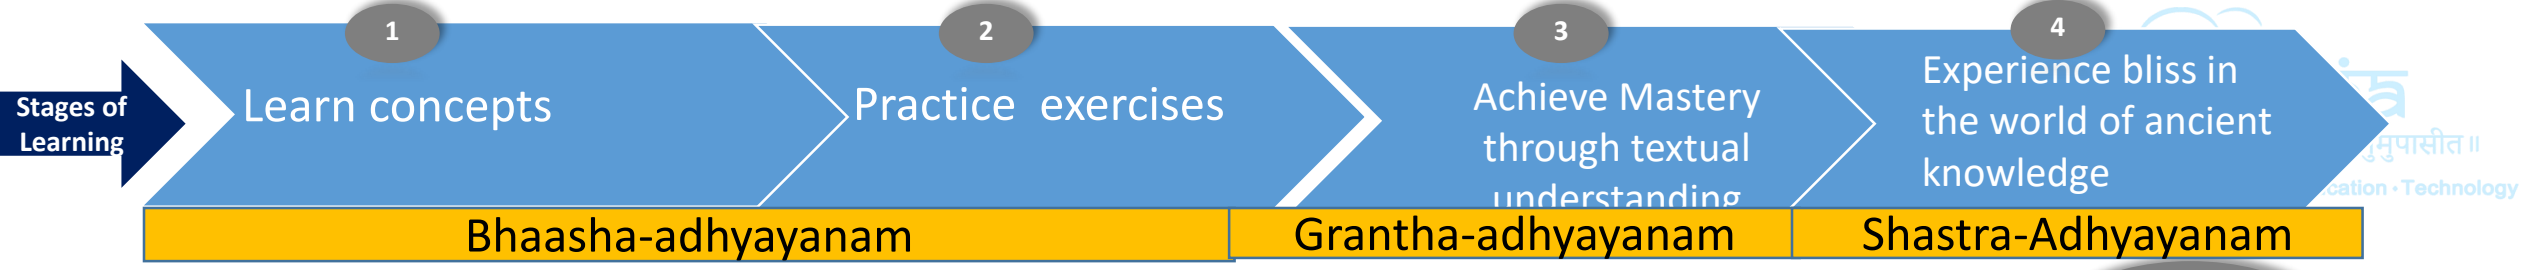 Stages of
Learning
1
Learn concepts
2
Practice exercises
3
Achieve Mastery
through textual
understanding
4
Experience bliss in
the world of ancient
knowledge
Technology
Bhaasha-adhyayanam
Grantha-adhyayanam
Shastra-Adhyayanam